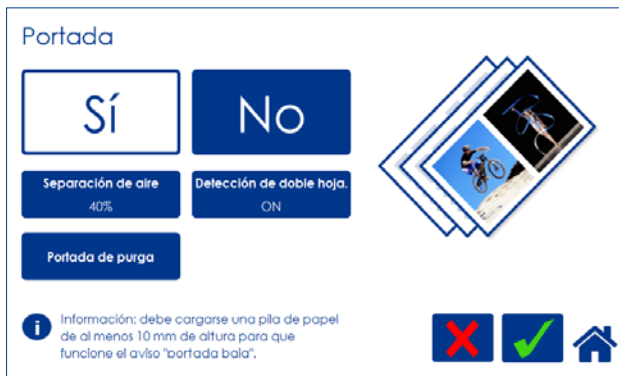 Portada
Sí
No
Separación de aire
40%
Detección de doble hoja.
ON
Portada de purga
i
Información: debe cargarse una pila de papel
de al menos 10 mm de altura para que
funcione el aviso "portada baja".